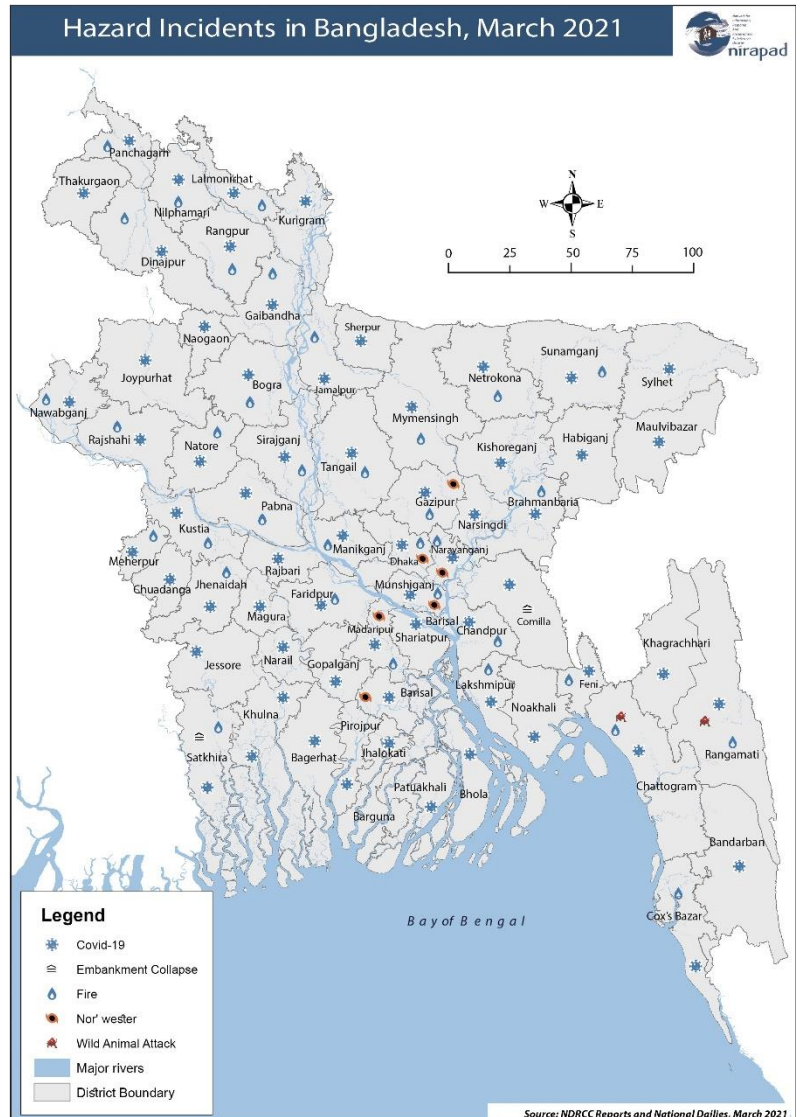 Hazard Incidents in Bangladesh, March 2021
nirapad
N
W E
S
0 25 50 75 100
Panchagarh
Thakurgaon
Lalmonirhat
Nilphamari
Kurigram
Rangpur
Dinajpur
Gaibandha
Naogaon
Sherpur
Joypurhat
Bogra
Jamalpur
Netrokona
Sunamganj
Sylhet
Nawabganj
Mymensingh
Rajshahi
Natore
Sirajganj
Tangail
Kishoreganj
Habiganj
Maulvibazar
Gazipur
Brahmanbaria
Pabna
Narsingdi
Kustia
Manikganj
Narayanganj
Dhaka
Meherpur
Rajbari
Chuadanga
Jhenaidah
Munshiganj
Magura
Faridpur
Comilla
Madaripur
Barisal
Shariatpur
Chandpur
Khagrachhari
Jessore
Narail
Gopalganj
Feni
Lakshmipur
Barisal
Noakhali
Khulna
Pirojpur
Satkhira
Bagerhat
Jhalokati
Rangamati
Patuakhali
Bhola
Chattogram
Barguna
Bandarban
Cox's Bazar
Bay of Bengal
Legend
Covid-19
Embankment Collapse
Fire
Nor' wester
Wild Animal Attack
Major rivers
District Boundary
Source: NDRCC Reports and National Dailies, March 2021